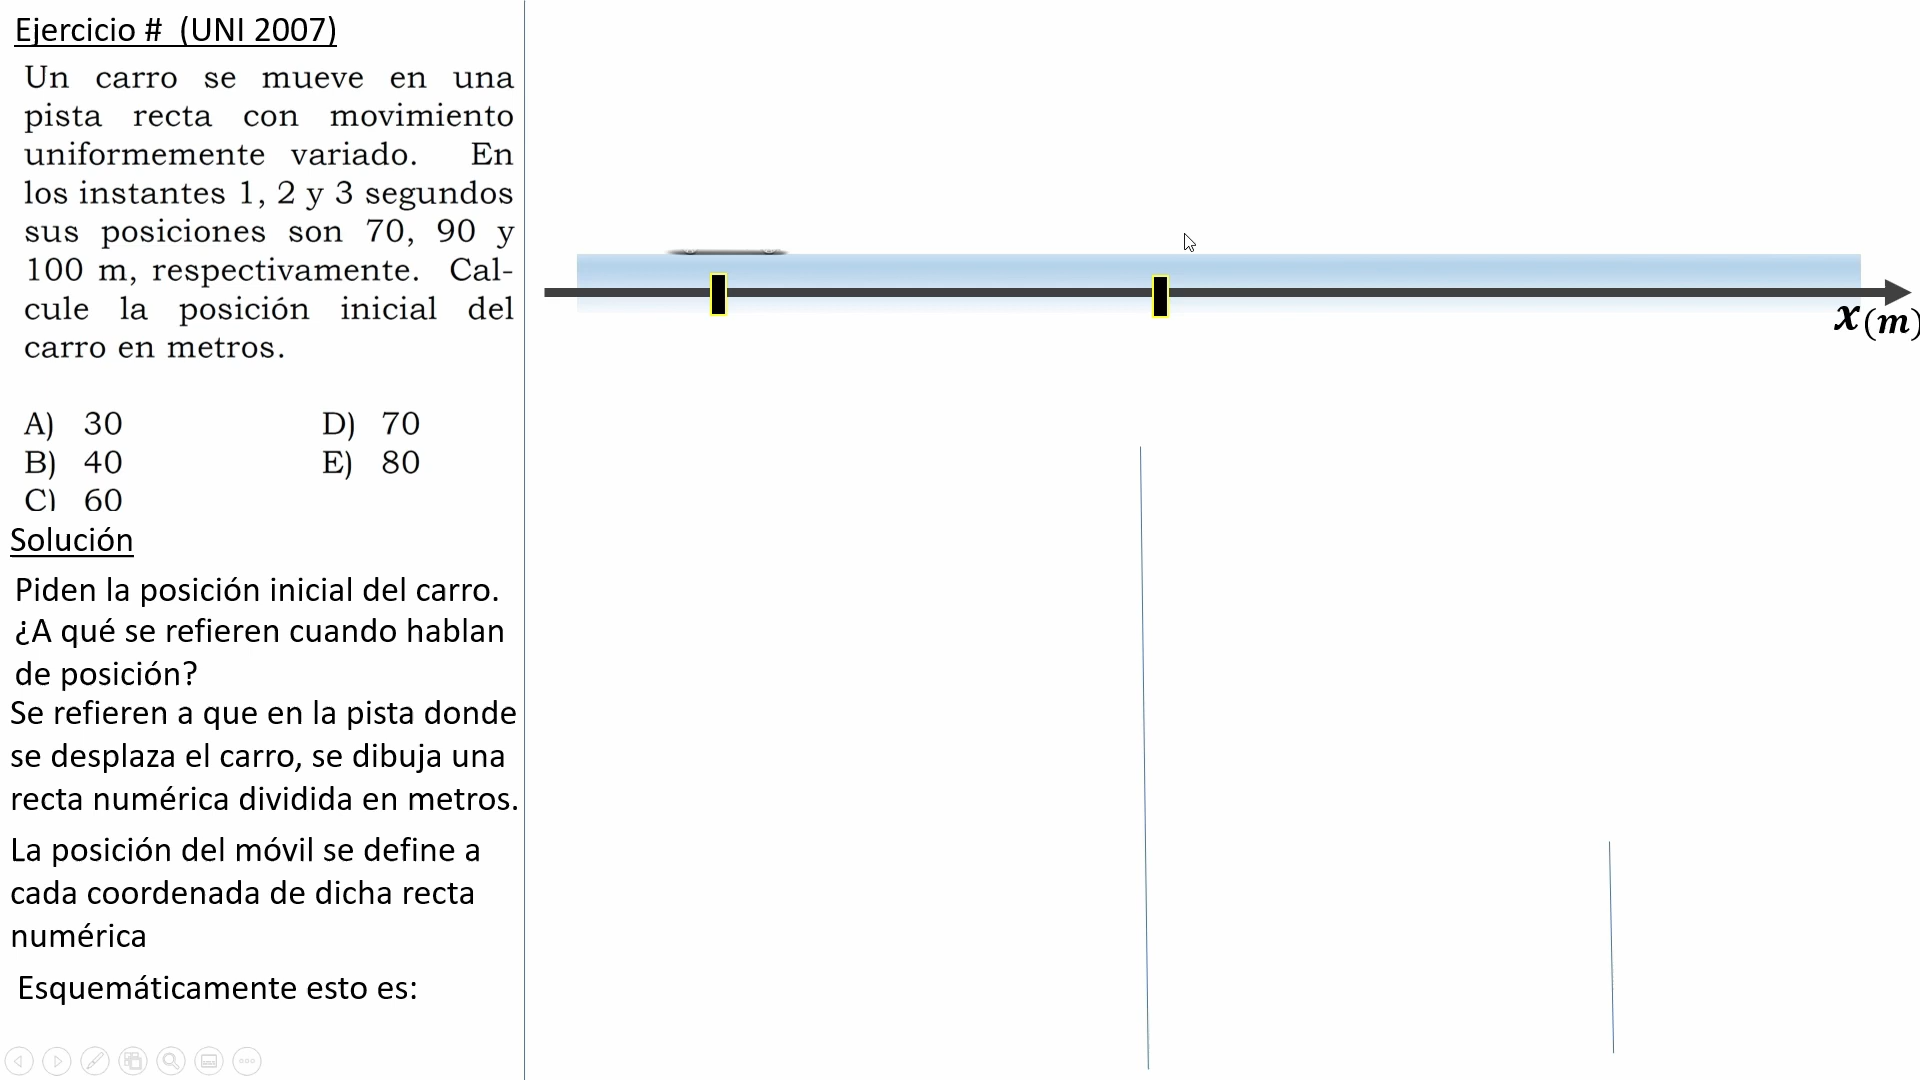 Ejercicio # (UNI 2007)
Un carro se mueve en una
pista recta con movimiento
uniformemente variado. En
los instantes 1, 2 y 3 segundos
sus posiciones son 70, 90 y
100 m, respectivamente. Cal-
cule la posición inicial del
carro en metros.
A) 30
B) 40
C) 60
D) 70
E) 80
Solución
Piden la posición inicial del carro.
¿A qué se refieren cuando hablan
de posición?
Se refieren a que en la pista donde
se desplaza el carro, se dibuja una
recta numérica dividida en metros.
La posición del móvil se define a
cada coordenada de dicha recta
numérica
Esquemáticamente esto es:
x(m)